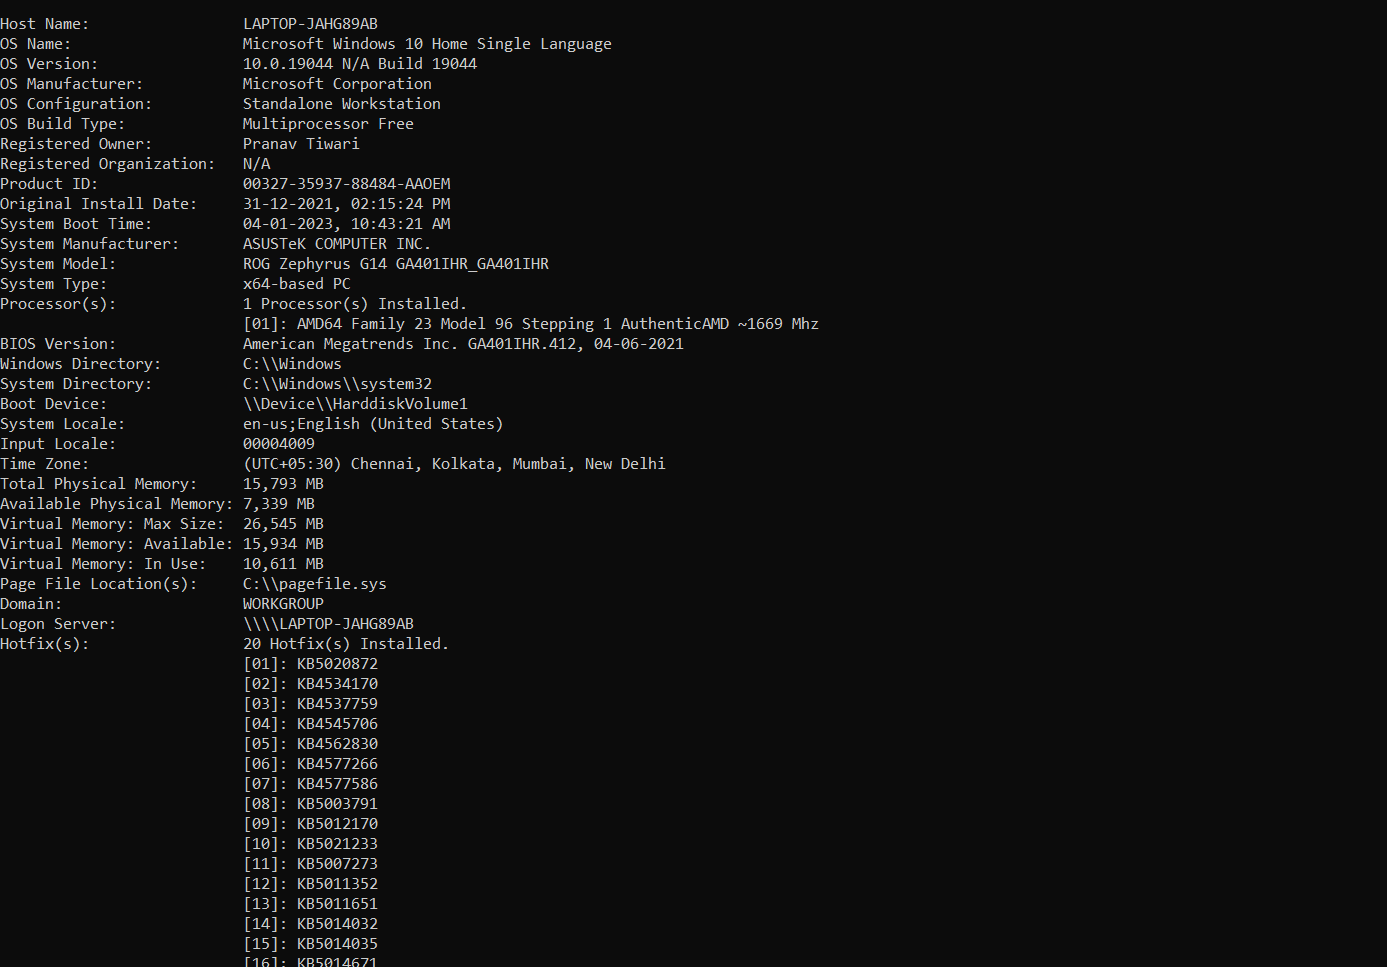 Host Name: LAPTOP-JAHG89AB
OS Name: Microsoft Windows 10 Home Single Language
OS Version: 10.0.19044 N/A Build 19044
OS Manufacturer: Microsoft Corporation
OS Configuration: Standalone Workstation
OS Build Type: Multiprocessor Free
Registered Owner: Pranav Tiwari
Registered Organization: N/A
Product ID: 00327-35937-88484-AAOEM
Original Install Date: 31-12-2021, 02:15:24 PM
System Boot Time: 04-01-2023, 10:43:21 AM
System Manufacturer: ASUSTeK COMPUTER INC.
System Model: ROG Zephyrus G14 GA401IHR_GA401IHR
System Type: x64-based PC
Processor(s): 1 Processor(s) Installed.
[01]: AMD64 Family 23 Model 96 Stepping 1 AuthenticAMD ~1669 Mhz
BIOS Version: American Megatrends Inc. GA401IHR.412, 04-06-2021
Windows Directory: C:\\Windows
System Directory: C:\\Windows\\system32
Boot Device: \\Device\\HarddiskVolume1
System Locale: en-us;English (United States)
Input Locale: 00004009
Time Zone: (UTC+05:30) Chennai, Kolkata, Mumbai, New Delhi
Total Physical Memory: 15,793 MB
Available Physical Memory: 7,339 MB
Virtual Memory: Max Size: 26,545 MB
Virtual Memory: Available: 15,934 MB
Virtual Memory: In Use: 10,611 MB
Page File Location(s): C:\\pagefile.sys
Domain: WORKGROUP
Logon Server: \\\\LAPTOP-JAHG89AB
Hotfix(s): 20 Hotfix(s) Installed.
[01]: KB5020872
[02]: KB4534170
[03]: KB4537759
[04]: KB4545706
[05]: KB4562830
[06]: KB4577266
[07]: KB4577586
[08]: KB5003791
[09]: KB5012170
[10]: KB5021233
[11]: KB5007273
[12]: KB5011352
[13]: KB5011651
[14]: KB5014032
[15]: KB5014035
[16]: KB5014671